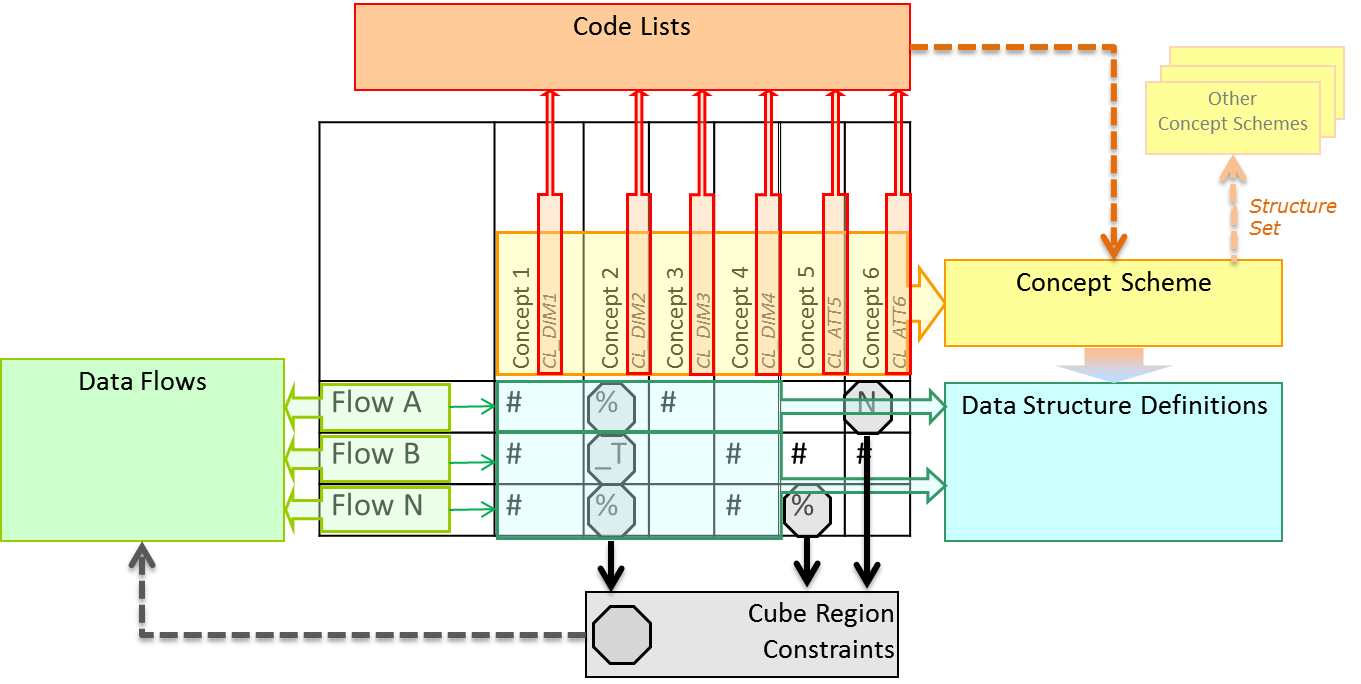 Code Lists
Other
Concept Schemes
Structure
Set
Concept 1
CL_DIM1
Concept 2
CL_DIM2
Concept 3
CL_DIM3
Concept 4
CL_DIM4
Concept 5
CL_ATT5
Concept 6
CL_ATT6
Concept Scheme
Data Flows
Data Structure Definitions
Flow A # % # N
Flow B # _T # # #
Flow N # % # %
Cube Region
Constraints